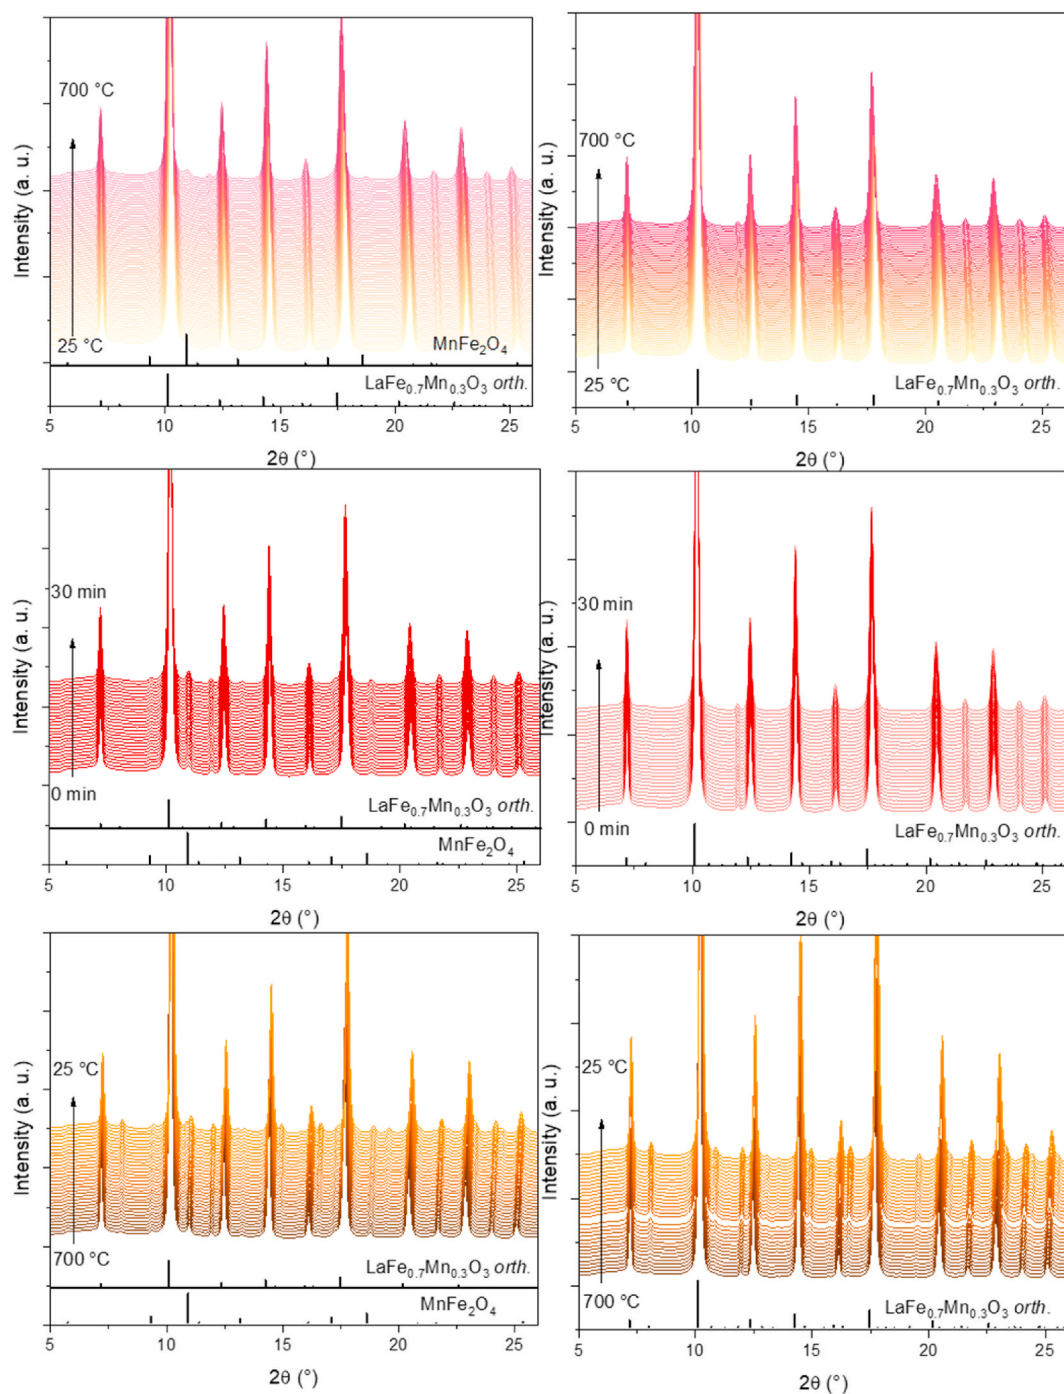 Intensity (a. u.)
700 °C
25 °C
MnFe₂O₄
LaFe₀.₇Mn₀.₃O₃ orth.
5 10 15 20 25
2θ (°)
Intensity (a. u.)
700 °C
25 °C
LaFe₀.₇Mn₀.₃O₃ orth.
5 10 15 20 25
2θ (°)
Intensity (a. u.)
30 min
0 min
LaFe₀.₇Mn₀.₃O₃ orth.
MnFe₂O₄
5 10 15 20 25
2θ (°)
Intensity (a. u.)
30 min
0 min
LaFe₀.₇Mn₀.₃O₃ orth.
5 10 15 20 25
2θ (°)
Intensity (a. u.)
25 °C
700 °C
LaFe₀.₇Mn₀.₃O₃ orth.
MnFe₂O₄
5 10 15 20 25
2θ (°)
Intensity (a. u.)
25 °C
700 °C
LaFe₀.₇Mn₀.₃O₃ orth.
5 10 15 20 25
2θ (°)